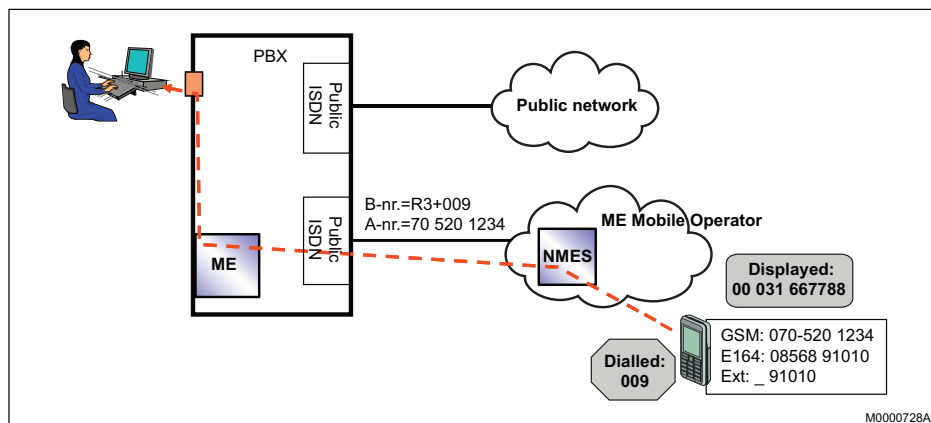 PBX
Public
ISDN
Public network
B-nr.=R3+009
A-nr.=70 520 1234
Public
ISDN
ME Mobile Operator
ME
NMES
Displayed:
00 031 667788
Dialled:
009
GSM: 070-520 1234
E164: 08568 91010
Ext: _ 91010
M0000728A